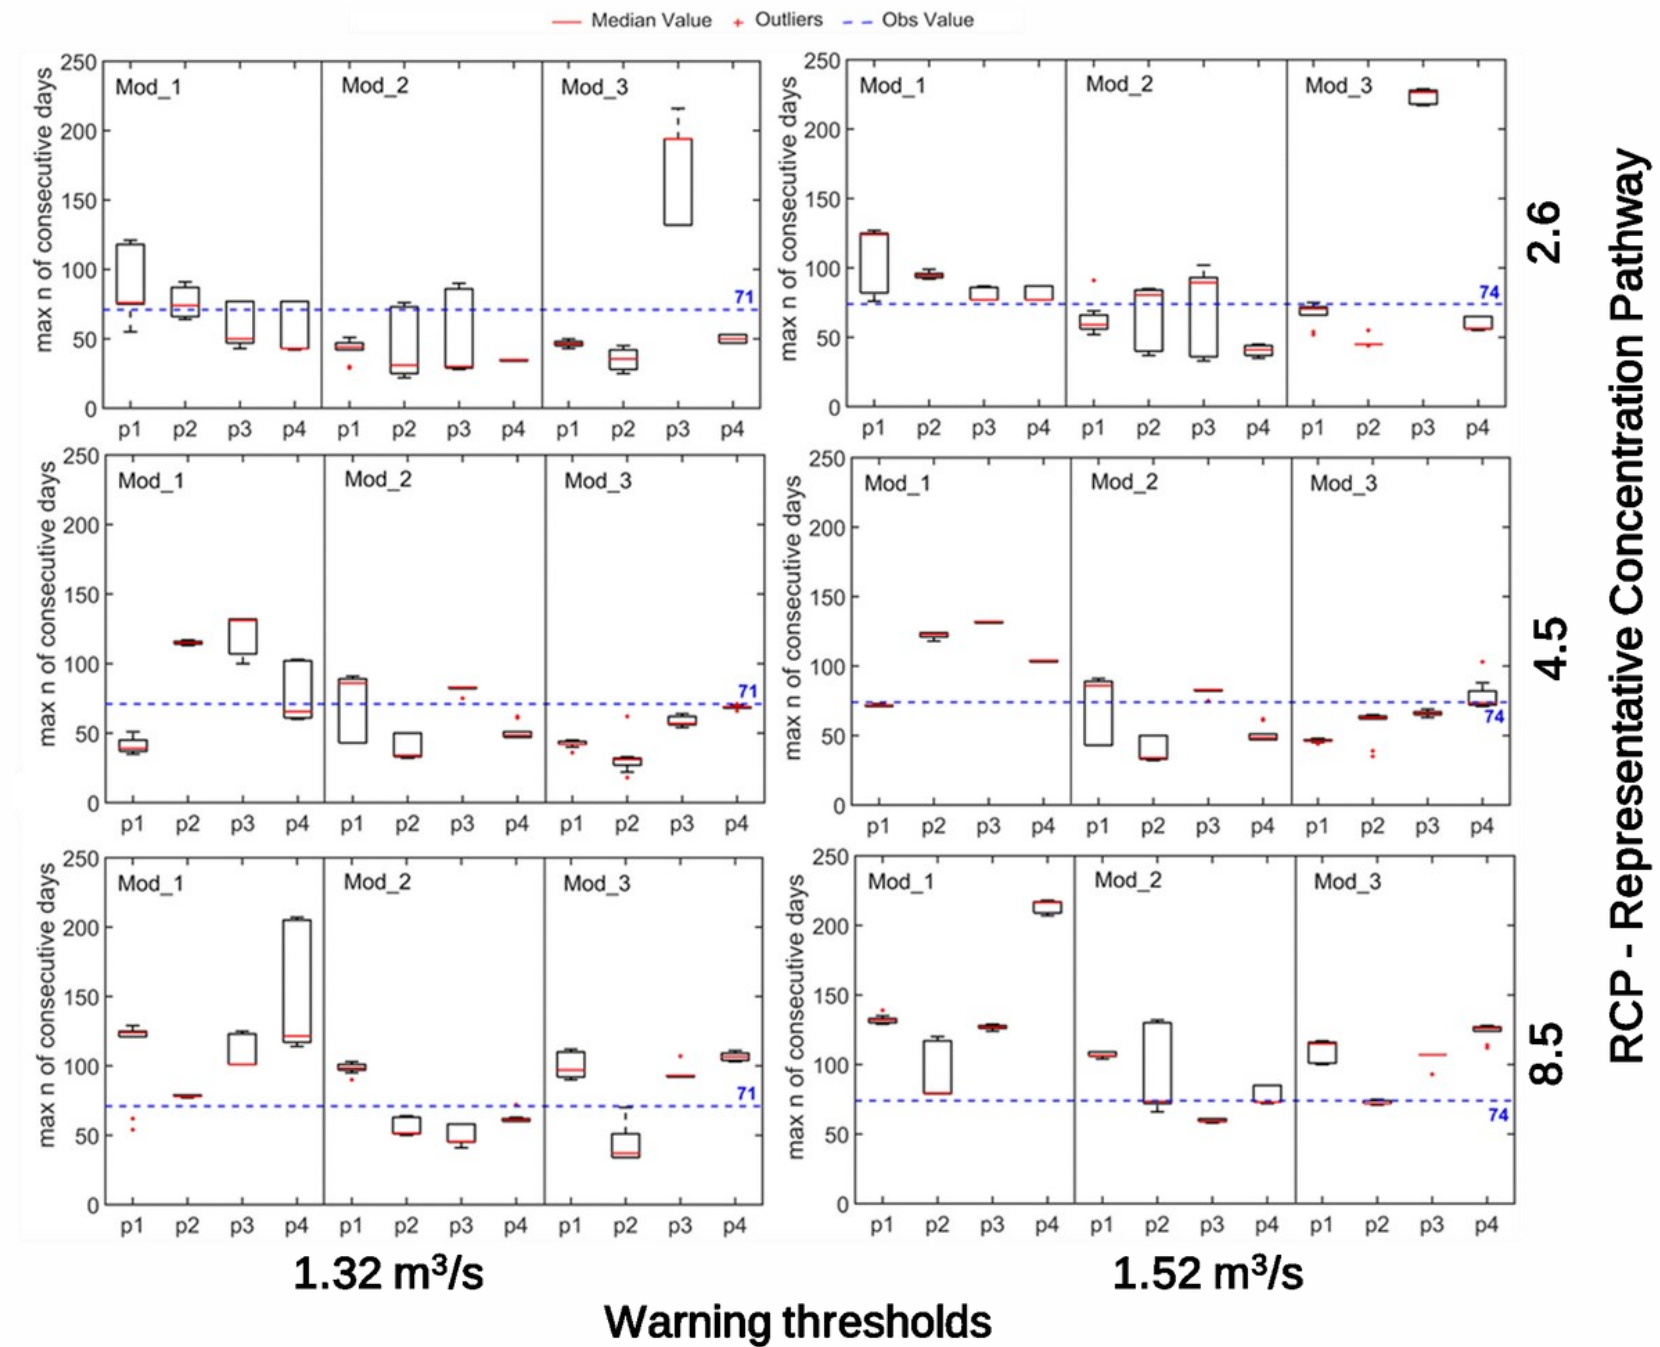 Median Value Outliers Obs Value
max n of consecutive days
250
200
150
100
50
0
Mod_1 Mod_2 Mod_3
71
p1 p2 p3 p4 p1 p2 p3 p4 p1 p2 p3 p4
max n of consecutive days
250
200
150
100
50
0
Mod_1 Mod_2 Mod_3
74
p1 p2 p3 p4 p1 p2 p3 p4 p1 p2 p3 p4
2.6
max n of consecutive days
250
200
150
100
50
0
Mod_1 Mod_2 Mod_3
71
p1 p2 p3 p4 p1 p2 p3 p4 p1 p2 p3 p4
max n of consecutive days
250
200
150
100
50
0
Mod_1 Mod_2 Mod_3
74
p1 p2 p3 p4 p1 p2 p3 p4 p1 p2 p3 p4
4.5
max n of consecutive days
250
200
150
100
50
0
Mod_1 Mod_2 Mod_3
71
p1 p2 p3 p4 p1 p2 p3 p4 p1 p2 p3 p4
max n of consecutive days
250
200
150
100
50
0
Mod_1 Mod_2 Mod_3
74
p1 p2 p3 p4 p1 p2 p3 p4 p1 p2 p3 p4
8.5
RCP - Representative Concentration Pathway
1.32 m³/s 1.52 m³/s
Warning thresholds